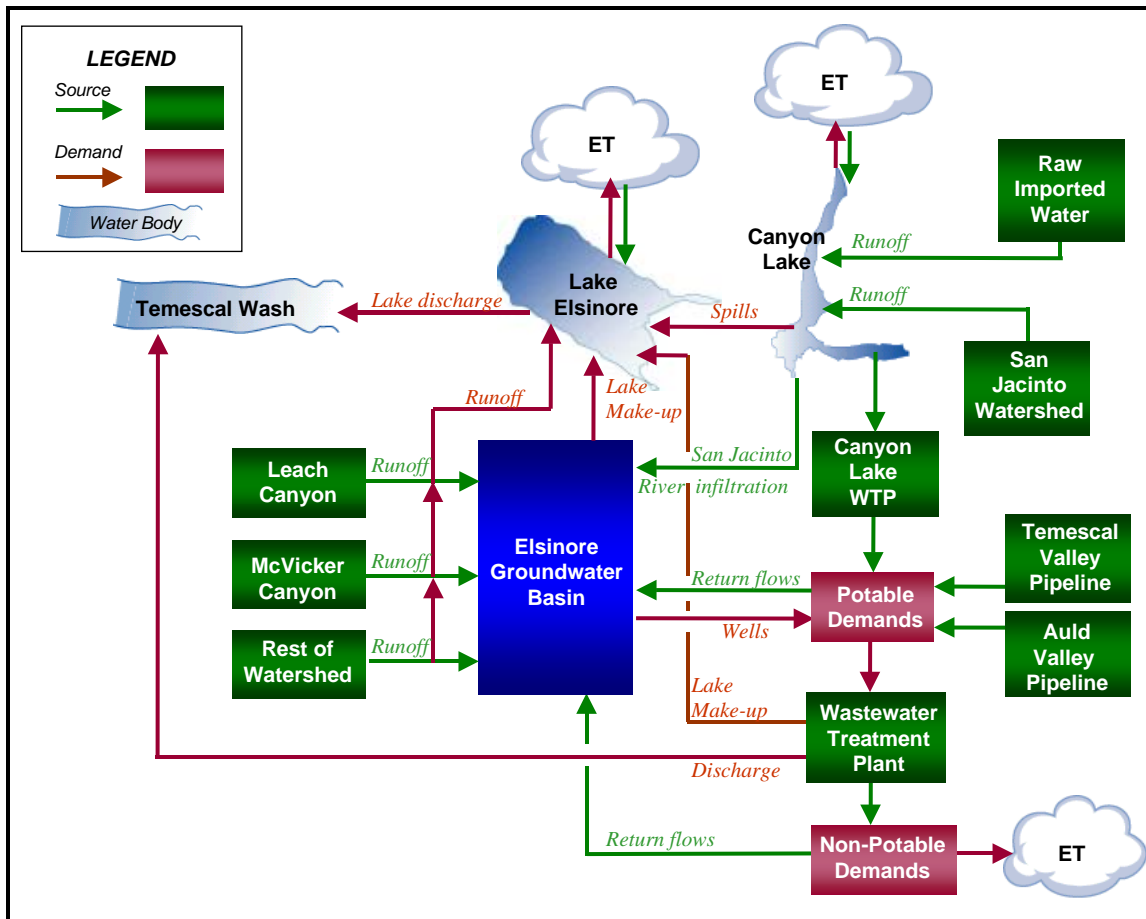 LEGEND
Source
Demand
Water Body
ET
ET
Raw
Imported
Water
Canyon
Lake
Runoff
Lake
Elsinore
Temescal Wash
Lake discharge
Spills
Runoff
San
Jacinto
Watershed
Runoff
Lake
Make-up
San Jacinto
River infiltration
Canyon
Lake
WTP
Leach
Canyon
Runoff
Elsinore
Groundwater
Basin
McVicker
Canyon
Runoff
Return flows
Potable
Demands
Temescal
Valley
Pipeline
Wells
Rest of
Watershed
Runoff
Auld
Valley
Pipeline
Lake
Make-up
Wastewater
Treatment
Plant
Discharge
Return flows
Non-Potable
Demands
ET